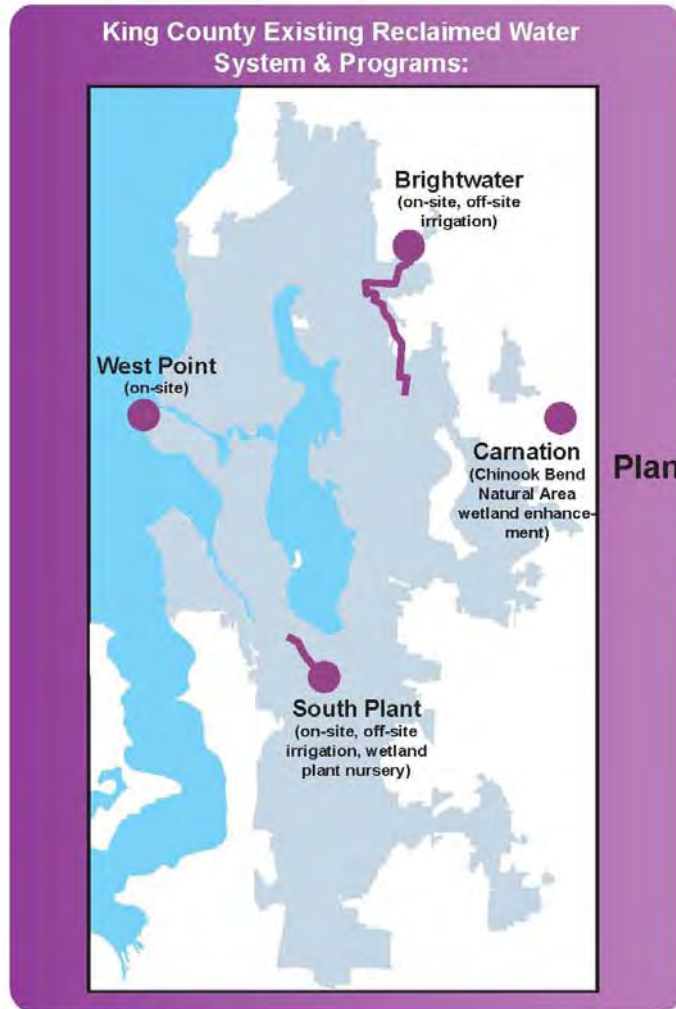 King County Existing Reclaimed Water
System & Programs:
Brightwater
(on-site, off-site
irrigation)
West Point
(on-site)
Carnation
(Chinook Bend
Natural Area
wetland enhance-
ment)
Plan
South Plant
(on-site, off-site
irrigation, wetland
plant nursery)